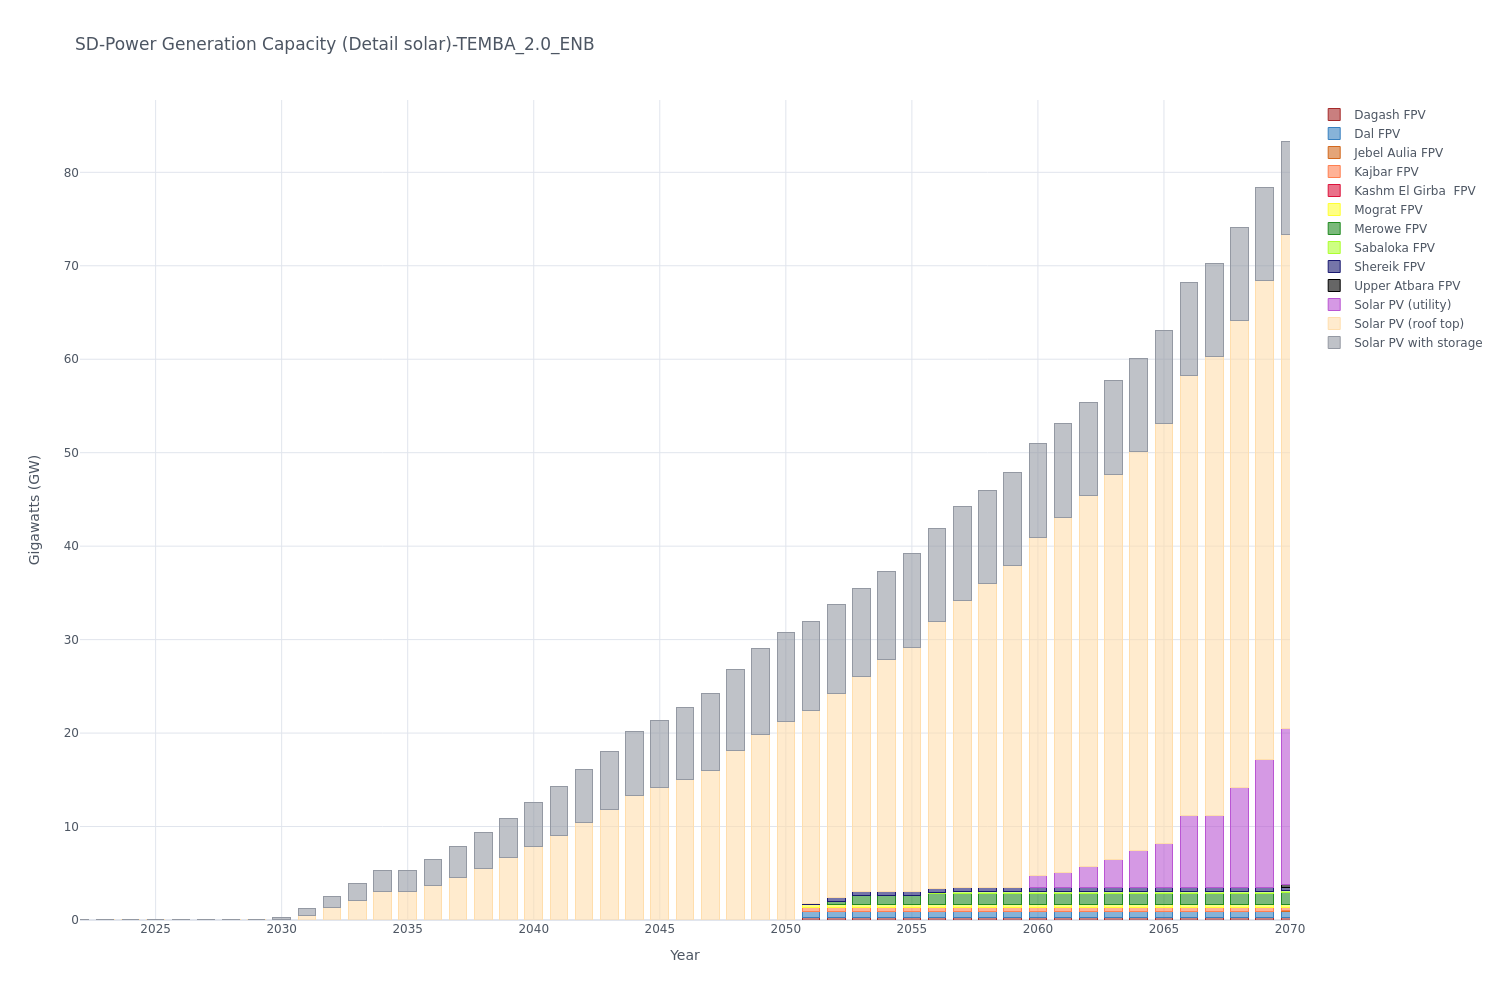 SD-Power Generation Capacity (Detail solar)-TEMBA_2.0_ENB
Dagash FPV
Dal FPV
Jebel Aulia FPV
Kajbar FPV
Kashm El Girba  FPV
Mograt FPV
Merowe FPV
Sabaloka FPV
Shereik FPV
Upper Atbara FPV
Solar PV (utility)
Solar PV (roof top)
Solar PV with storage
Gigawatts (GW)
80
70
60
50
40
30
20
10
0
2025 2030 2035 2040 2045 2050 2055 2060 2065 2070
Year